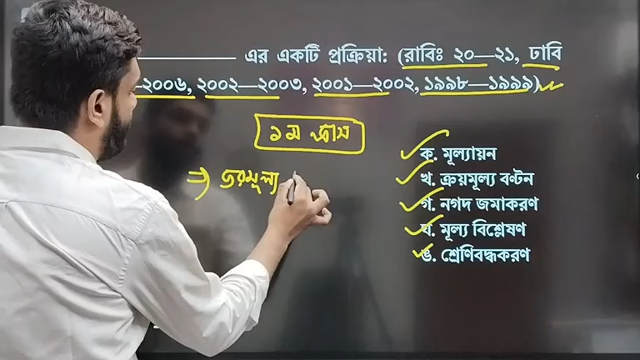 এর একটি প্রক্রিয়া: (রাবিঃ ২০—২১, ঢাবি
—২০০৬, ২০০২—২০০৩, ২০০১—২০০২, ১৯৯৮—১৯৯৯)
১ম ক্লাস
ক. মূল্যায়ন
খ. ক্রয়মূল্য বণ্টন
গ. নগদ জমাকরণ
ঘ. মূল্য বিশ্লেষণ
ঙ. শ্রেণিবদ্ধকরণ